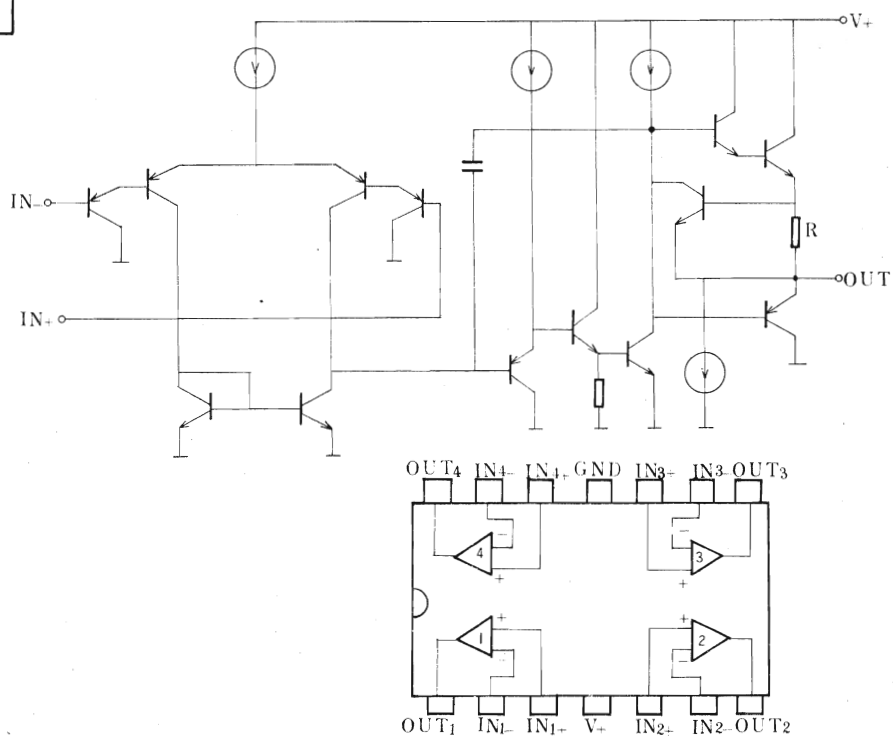 V+
IN-
R
OUT
IN+
OUT4 IN4- IN4+ GND IN3+ IN3- OUT3
- -
4 3
+ +
+ +
1 2
- -
OUT1 IN1- IN1+ V+ IN2+ IN2- OUT2